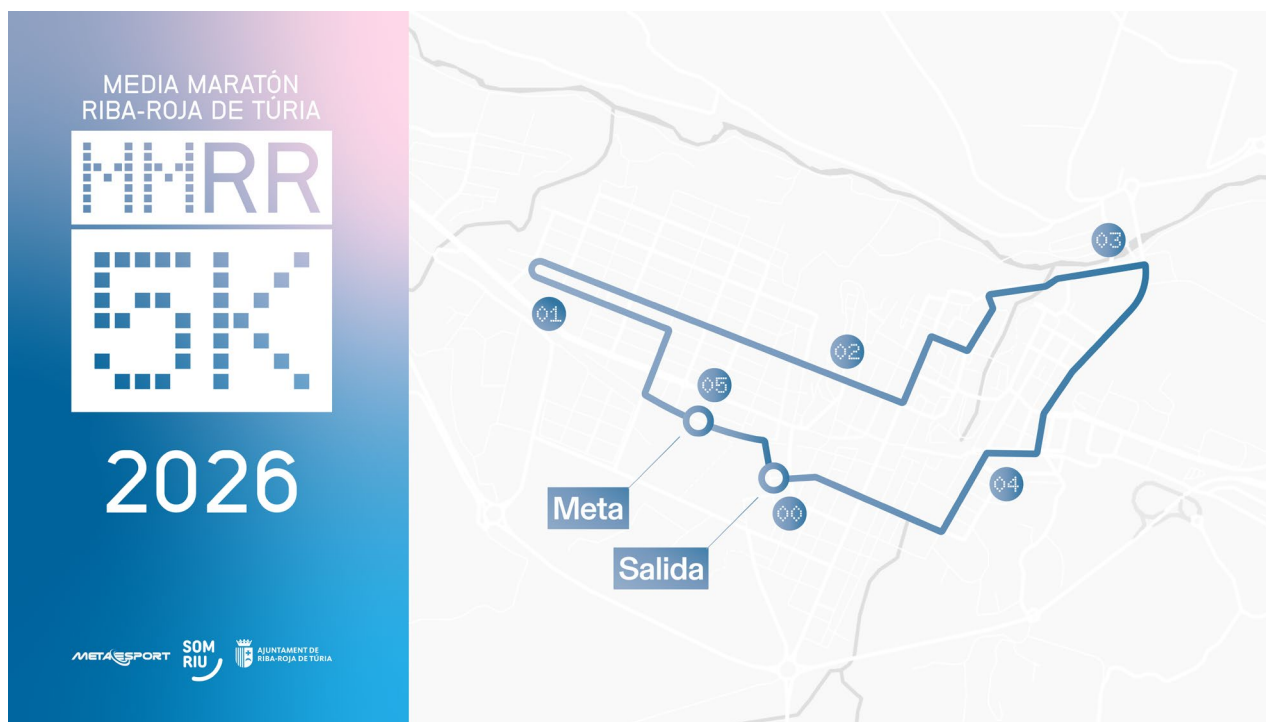 MEDIA MARATÓN
RIBA-ROJA DE TÚRIA
MMRR
5K
2026
METAESPORT
SOM
RIU
AJUNTAMENT DE
RIBA-ROJA DE TÚRIA
01
02
03
04
05
00
Meta
Salida